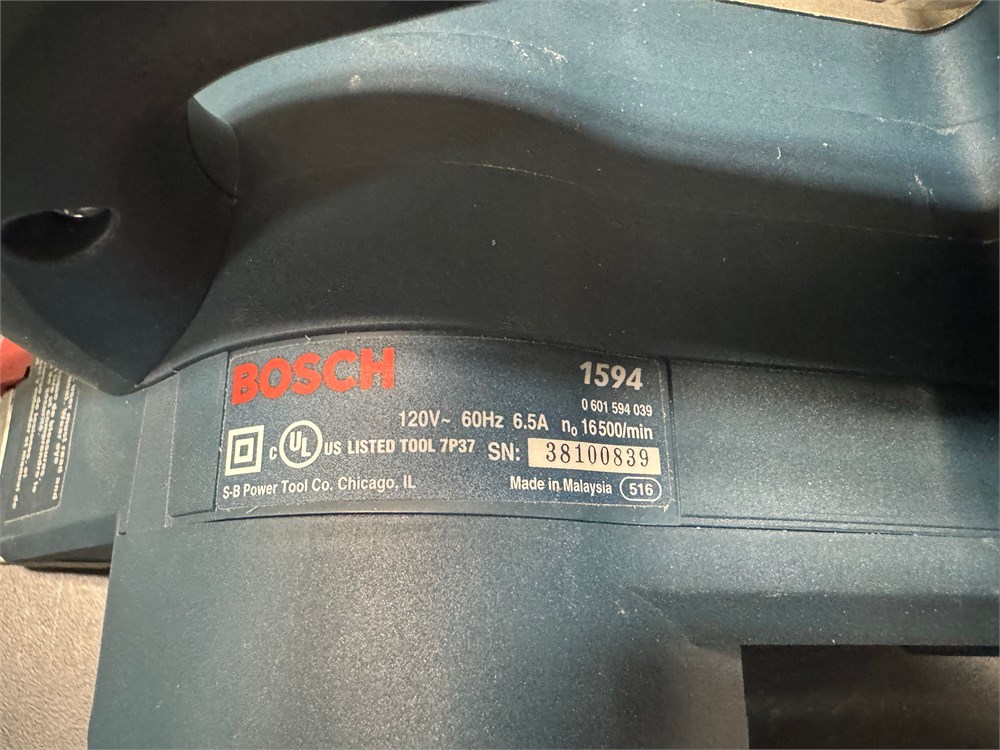 BOSCH 1594
0 601 594 039
120V~ 60Hz 6.5A n₀ 16500/min
c UL US LISTED TOOL 7P37 SN: 38100839
S-B Power Tool Co. Chicago, IL Made in Malaysia 516